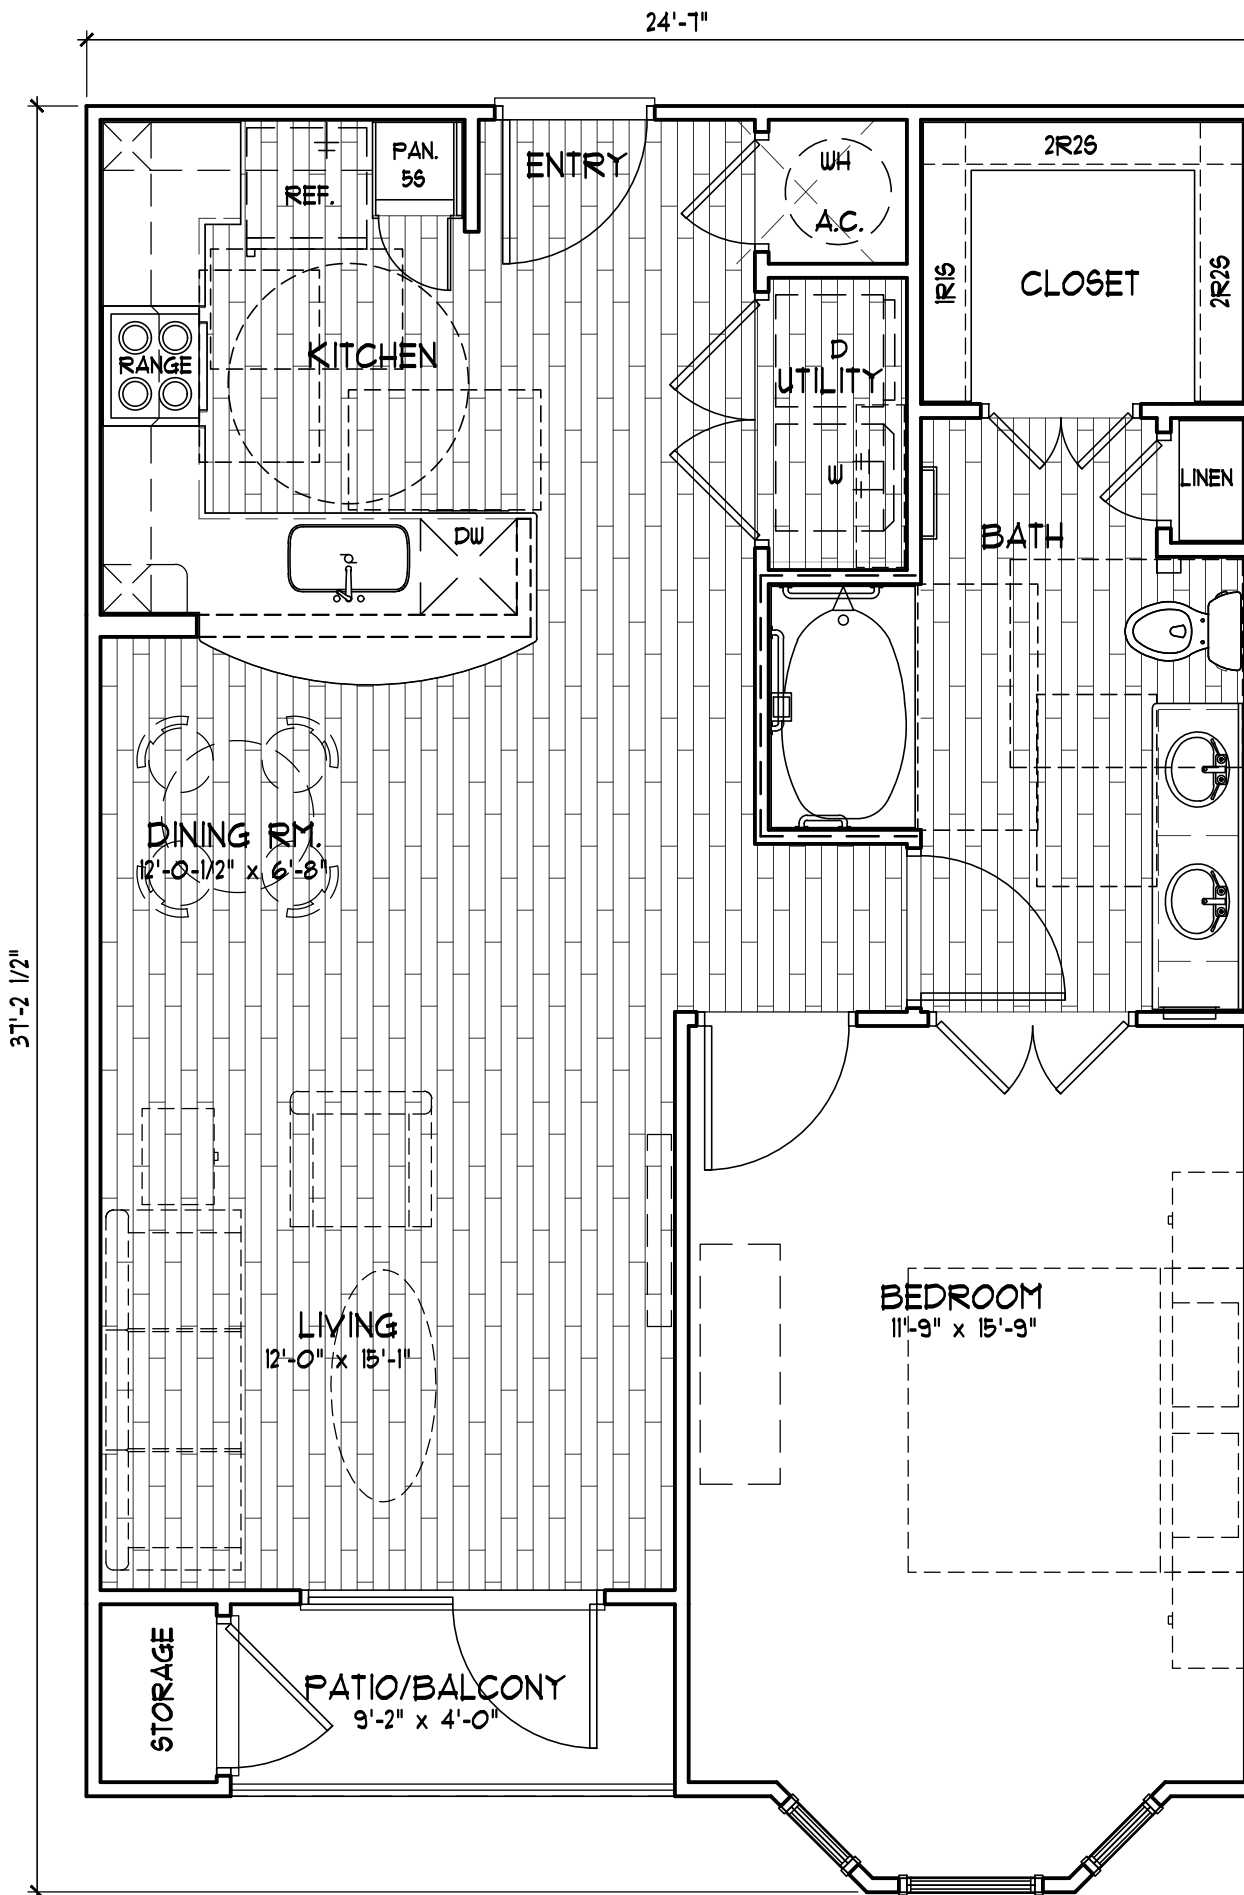 24'-7"
PAN.
5S
REF.
ENTRY
WH
A.C.
2R2S
1R1S
CLOSET
2R2S
RANGE
KITCHEN
D
UTILITY
W
LINEN
DW
BATH
DINING RM.
12'-0-1/2" x 6'-8"
37'-2 1/2"
LIVING
12'-0" x 15'-1"
BEDROOM
11'-9" x 15'-9"
STORAGE
PATIO/BALCONY
9'-2" x 4'-0"